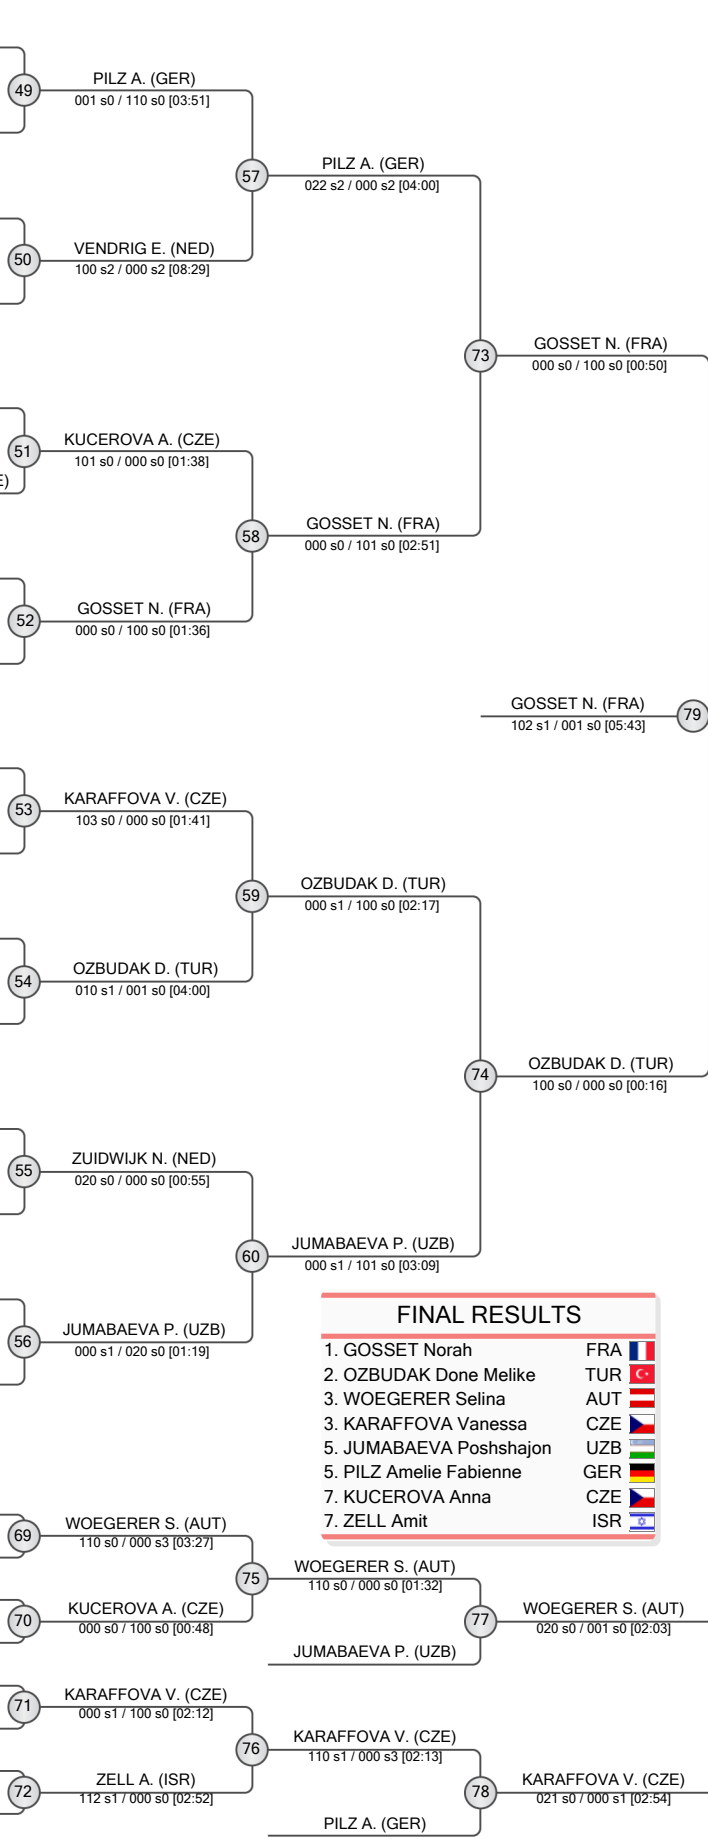 PILZ A. (GER)
49
001 s0 / 110 s0 [03:51]
PILZ A. (GER)
57
022 s2 / 000 s2 [04:00]
VENDRIG E. (NED)
50
100 s2 / 000 s2 [08:29]
GOSSET N. (FRA)
73
000 s0 / 100 s0 [00:50]
KUCEROVA A. (CZE)
51
101 s0 / 000 s0 [01:38]
E)
GOSSET N. (FRA)
58
000 s0 / 101 s0 [02:51]
GOSSET N. (FRA)
52
000 s0 / 100 s0 [01:36]
GOSSET N. (FRA)
79
102 s1 / 001 s0 [05:43]
KARAFFOVA V. (CZE)
53
103 s0 / 000 s0 [01:41]
OZBUDAK D. (TUR)
59
000 s1 / 100 s0 [02:17]
OZBUDAK D. (TUR)
54
010 s1 / 001 s0 [04:00]
OZBUDAK D. (TUR)
74
100 s0 / 000 s0 [00:16]
ZUIDWIJK N. (NED)
55
020 s0 / 000 s0 [00:55]
JUMABAEVA P. (UZB)
60
000 s1 / 101 s0 [03:09]
JUMABAEVA P. (UZB)
56
000 s1 / 020 s0 [01:19]
FINAL RESULTS
1. GOSSET Norah FRA
2. OZBUDAK Done Melike TUR
3. WOEGERER Selina AUT
3. KARAFFOVA Vanessa CZE
5. JUMABAEVA Poshshajon UZB
5. PILZ Amelie Fabienne GER
7. KUCEROVA Anna CZE
7. ZELL Amit ISR
WOEGERER S. (AUT)
69
110 s0 / 000 s3 [03:27]
WOEGERER S. (AUT)
75
110 s0 / 000 s0 [01:32]
KUCEROVA A. (CZE)
70
000 s0 / 100 s0 [00:48]
WOEGERER S. (AUT)
77
020 s0 / 001 s0 [02:03]
JUMABAEVA P. (UZB)
KARAFFOVA V. (CZE)
71
000 s1 / 100 s0 [02:12]
KARAFFOVA V. (CZE)
76
110 s1 / 000 s3 [02:13]
ZELL A. (ISR)
72
112 s1 / 000 s0 [02:52]
KARAFFOVA V. (CZE)
78
021 s0 / 000 s1 [02:54]
PILZ A. (GER)